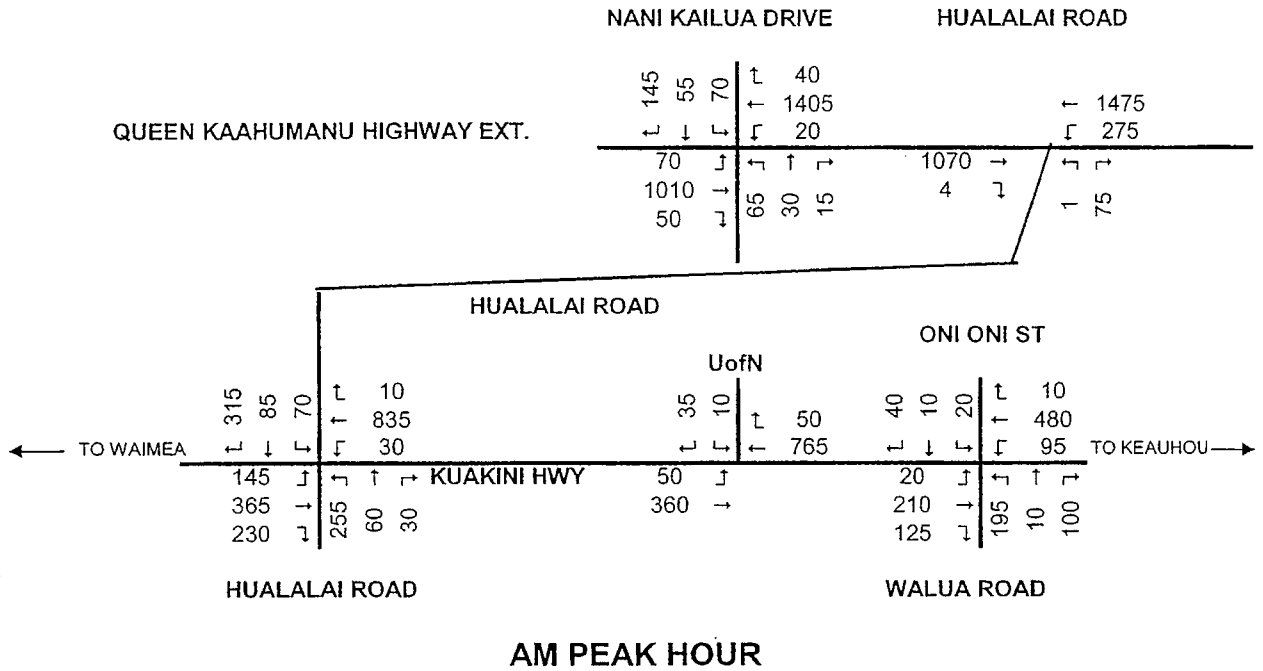 NANI KAILUA DRIVE HUALALAI ROAD
145 55 70 ↰ 40
← 1405 ← 1475
QUEEN KAAHUMANU HIGHWAY EXT. ↵ ↓ ↳ ↲ 20 ↲ 275
70 ⮥ ↰ ↑ ↱ 1070 → ↰ ↱
1010 → 65 30 15 4 ⮧ 1 75
50 ⮧
HUALALAI ROAD
ONI ONI ST
UofN
315 85 70 10 35 10 50 40 10 20 10
← 835 ← 765 ← 480
← TO WAIMEA ↵ ↓ ↳ ↲ 30 ↵ ↳ ↵ ↓ ↳ ↲ 95 TO KEAUHOU →
145 ⮥ ↰ ↑ ↱ KUAKINI HWY 50 ⮥ 20 ⮥ ↰ ↑ ↱
365 → 255 60 30 360 → 210 → 195 10 100
230 ⮧ 125 ⮧
HUALALAI ROAD WALUA ROAD
AM PEAK HOUR